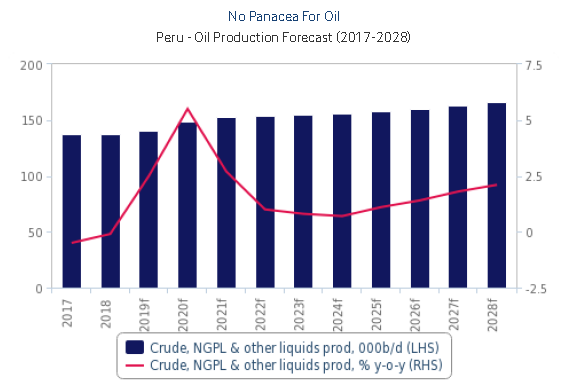 No Panacea For Oil
Peru - Oil Production Forecast (2017-2028)
200
150
100
50
0
7.5
5
2.5
0
-2.5
2017
2018
2019f
2020f
2021f
2022f
2023f
2024f
2025f
2026f
2027f
2028f
Crude, NGPL & other liquids prod, 000b/d (LHS)
Crude, NGPL & other liquids prod, % y-o-y (RHS)